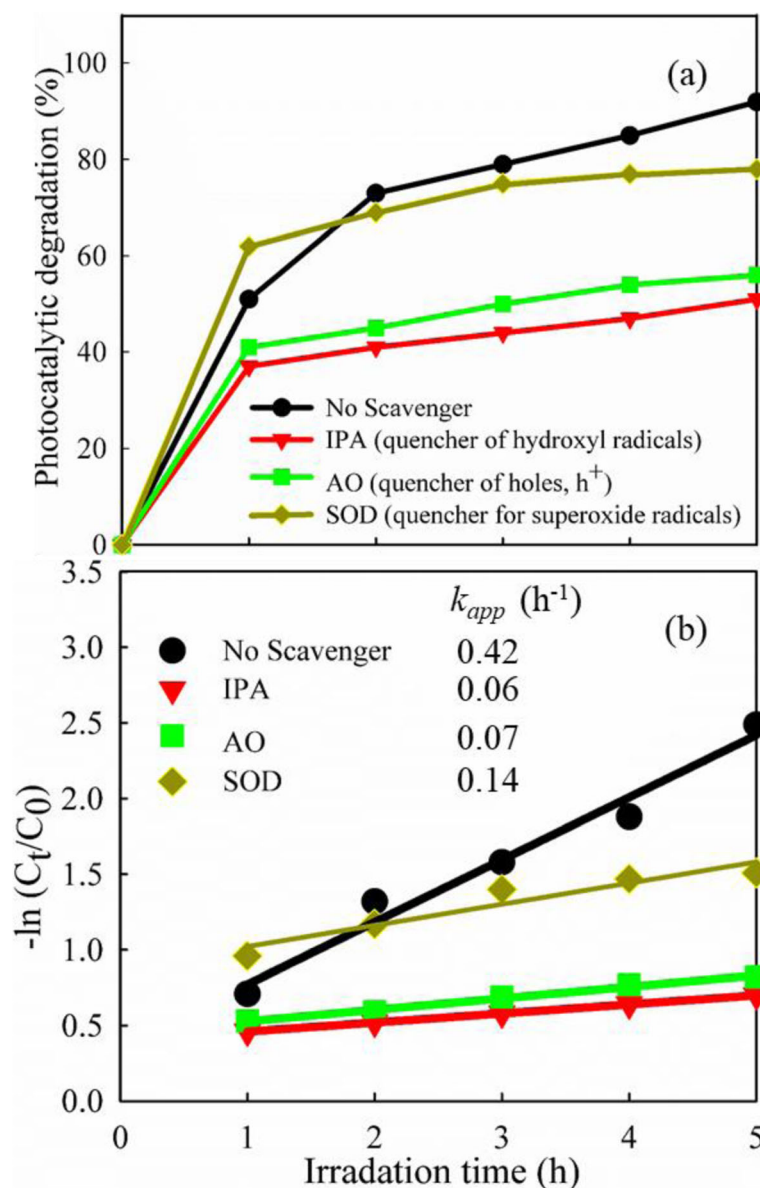 (a)
Photocatalytic degradation (%)
100
80
60
40
20
0
No Scavenger
IPA (quencher of hydroxyl radicals)
AO (quencher of holes, h⁺)
SOD (quencher for superoxide radicals)
(b)
-ln (Cₜ/C₀)
3.5
3.0
2.5
2.0
1.5
1.0
0.5
0.0
k_app (h⁻¹)
No Scavenger 0.42
IPA 0.06
AO 0.07
SOD 0.14
0 1 2 3 4 5
Irradation time (h)